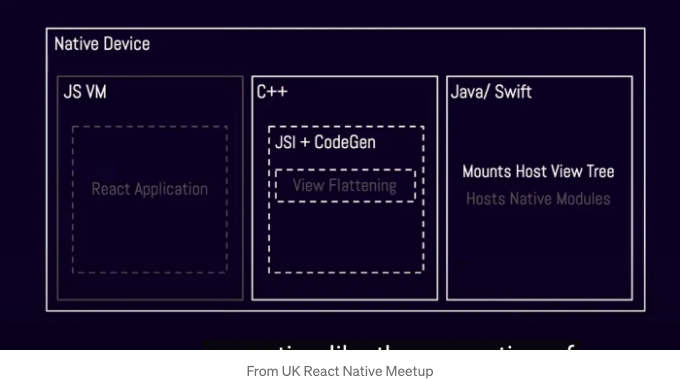 Native Device
JS VM
React Application
C++
JSI + CodeGen
View Flattening
Java/ Swift
Mounts Host View Tree
Hosts Native Modules
From UK React Native Meetup